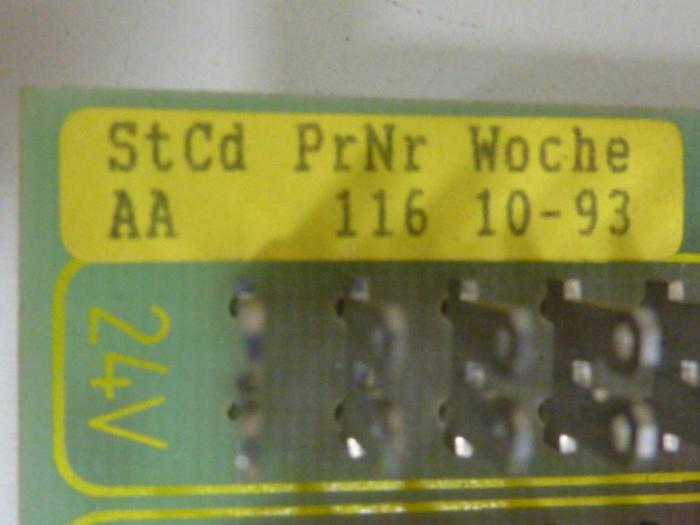 StCd PrNr Woche
AA 116 10-93
24V